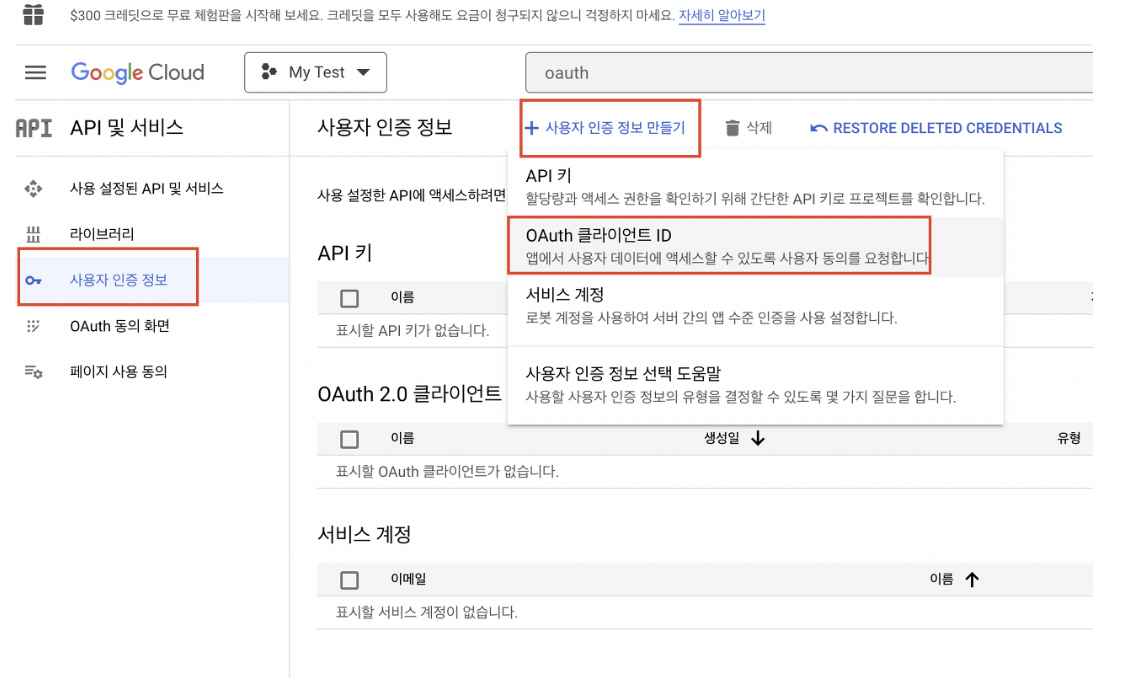 $300 크레딧으로 무료 체험판을 시작해 보세요. 크레딧을 모두 사용해도 요금이 청구되지 않으니 걱정하지 마세요. 자세히 알아보기
Google Cloud
My Test
oauth
API API 및 서비스
사용자 인증 정보
+ 사용자 인증 정보 만들기
삭제
RESTORE DELETED CREDENTIALS
사용 설정된 API 및 서비스
라이브러리
사용자 인증 정보
OAuth 동의 화면
페이지 사용 동의
사용 설정한 API에 액세스하려면
API 키
할당량과 액세스 권한을 확인하기 위해 간단한 API 키로 프로젝트를 확인합니다.
OAuth 클라이언트 ID
앱에서 사용자 데이터에 액세스할 수 있도록 사용자 동의를 요청합니다
서비스 계정
로봇 계정을 사용하여 서버 간의 앱 수준 인증을 사용 설정합니다.
사용자 인증 정보 선택 도움말
사용할 사용자 인증 정보의 유형을 결정할 수 있도록 몇 가지 질문을 합니다.
API 키
이름
표시할 API 키가 없습니다.
OAuth 2.0 클라이언트
이름 생성일 유형
표시할 OAuth 클라이언트가 없습니다.
서비스 계정
이메일 이름
표시할 서비스 계정이 없습니다.